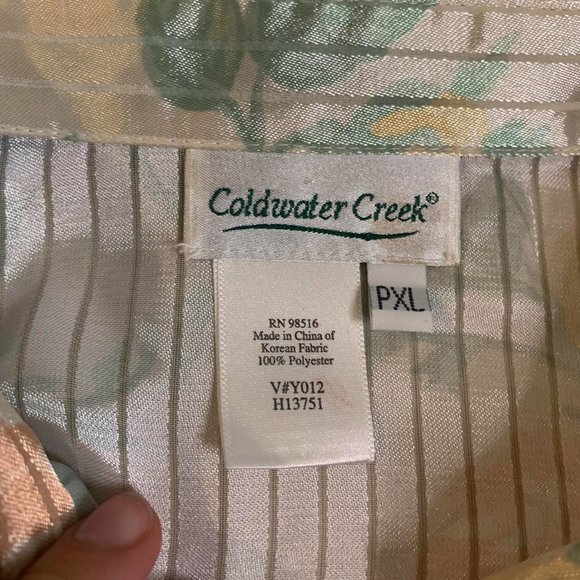 Coldwater Creek®
PXL
RN 98516
Made in China of
Korean Fabric
100% Polyester
V#Y012
H13751